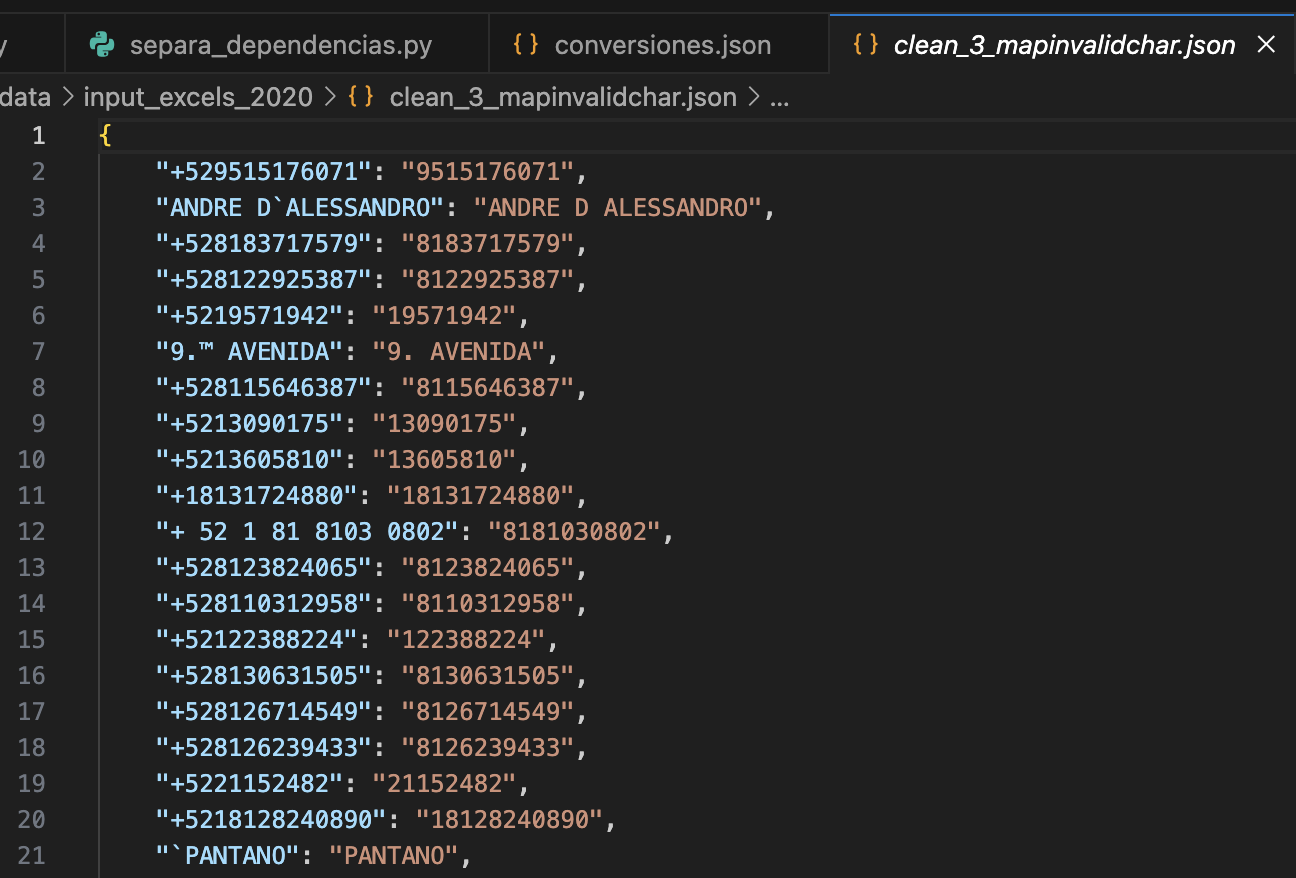 y separa_dependencias.py {} conversiones.json {} clean_3_mapinvalidchar.json ×
data > input_excels_2020 > {} clean_3_mapinvalidchar.json > ...
1 {
2 "+529515176071": "9515176071",
3 "ANDRE D`ALESSANDRO": "ANDRE D ALESSANDRO",
4 "+528183717579": "8183717579",
5 "+528122925387": "8122925387",
6 "+5219571942": "19571942",
7 "9.™ AVENIDA": "9. AVENIDA",
8 "+528115646387": "8115646387",
9 "+5213090175": "13090175",
10 "+5213605810": "13605810",
11 "+18131724880": "18131724880",
12 "+ 52 1 81 8103 0802": "8181030802",
13 "+528123824065": "8123824065",
14 "+528110312958": "8110312958",
15 "+52122388224": "122388224",
16 "+528130631505": "8130631505",
17 "+528126714549": "8126714549",
18 "+528126239433": "8126239433",
19 "+5221152482": "21152482",
20 "+5218128240890": "18128240890",
21 "`PANTANO": "PANTANO",